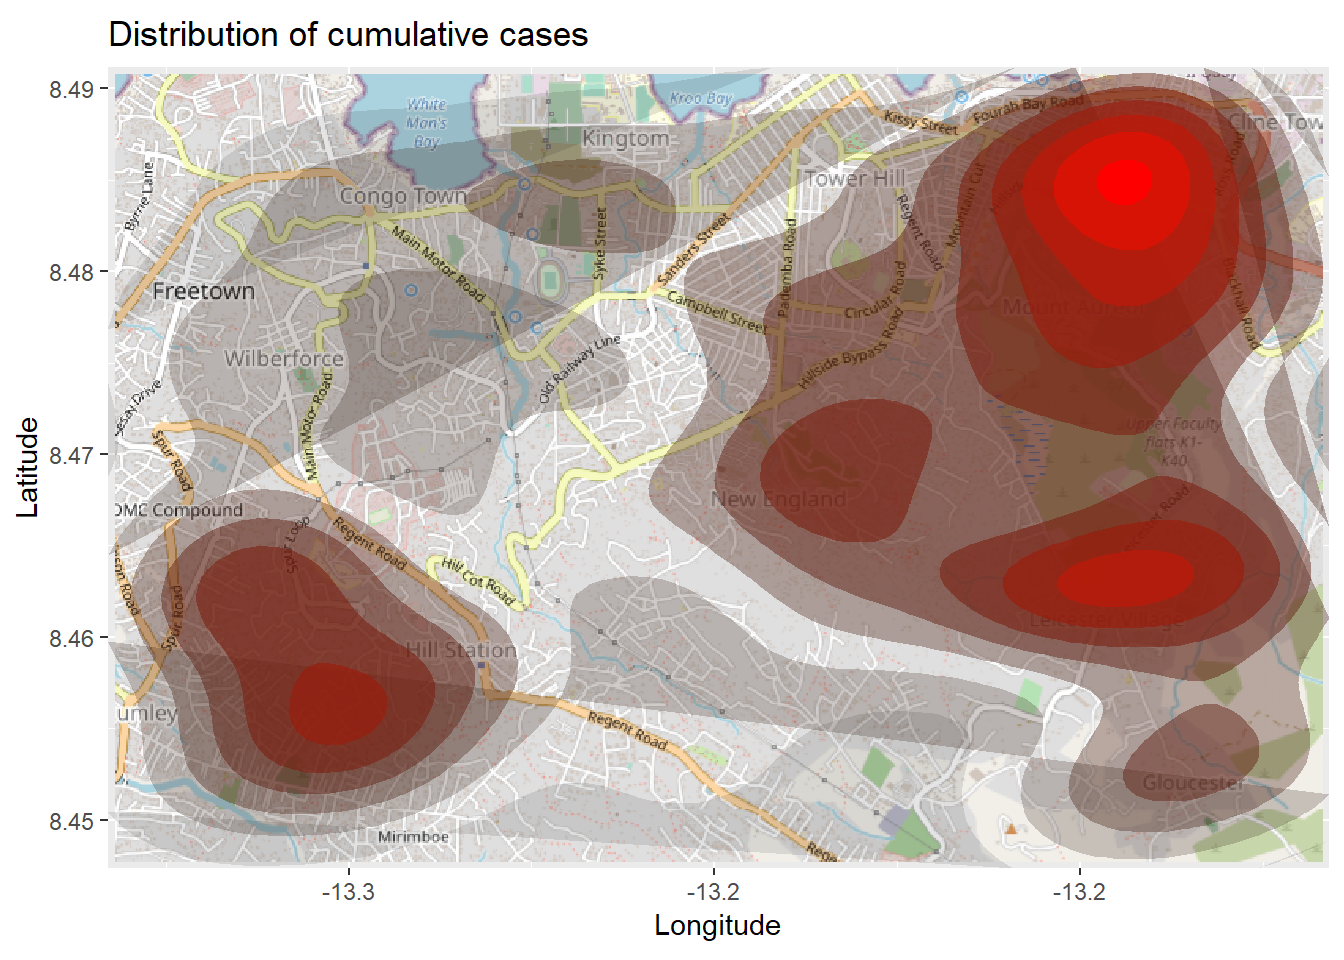 Distribution of cumulative cases
8.49
8.48
8.47
8.46
8.45
Latitude
White
Man's
Bay
Kroo Bay
Kingtom
Kissy Street
Fourah Bay Road
Cline Tow
Byrne Lane
Congo Town
Tower Hill
Mountain Cut
Regent Road
Main Motor Road
Syke Street
Sanders Street
Pademba Road
Freetown
Campbell Street
Circular Road
Mount Aureol
Blackhall Road
Wilberforce
Old Railway Line
Hillside Bypass Road
Main Motor Road
Spur Road
Upper Faculty
flats K1-
K40
New England
OMC Compound
Spur Loop
Regent Road
Hill Cot Road
son Road
Spur Road
Leicester Village
Hill Station
umley
Regent Road
Gloucester
Mirimboe
Rege
-13.3
-13.2
-13.2
Longitude